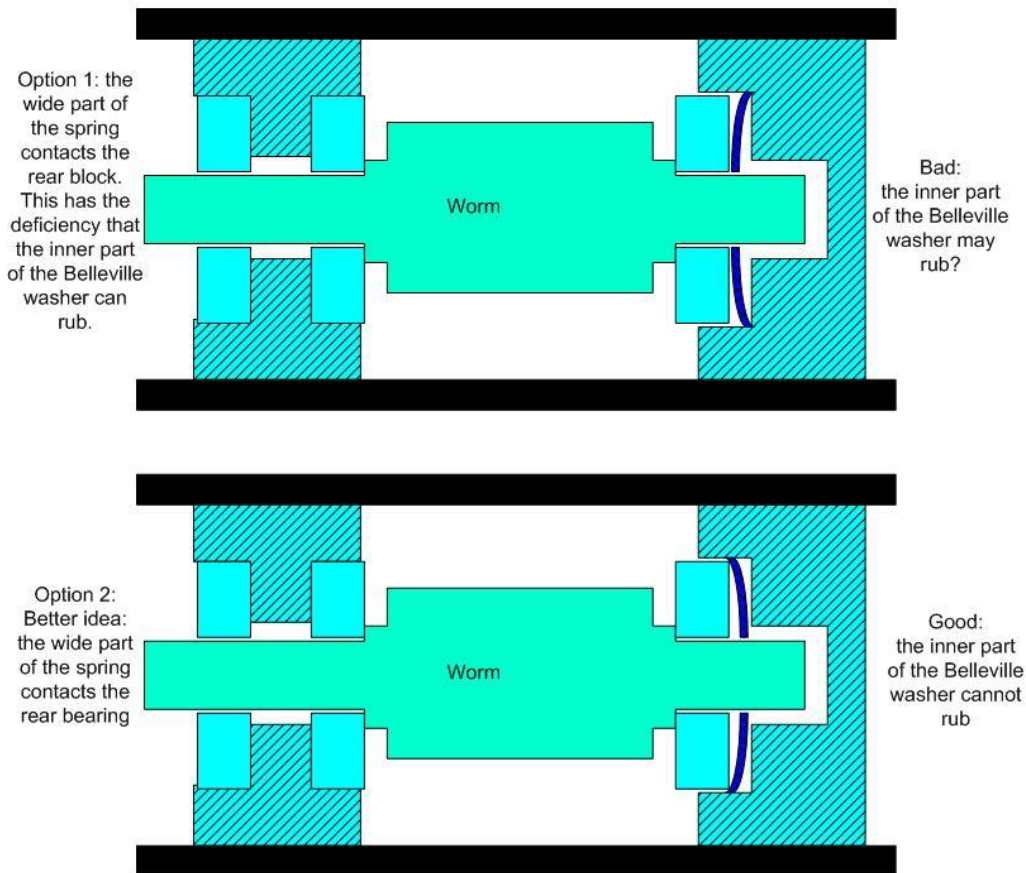 Option 1: the
wide part of
the spring
contacts the
rear block.
This has the
deficiency that
the inner part
of the Belleville
washer can
rub.
Worm
Bad:
the inner part
of the Belleville
washer may
rub?
Option 2:
Better idea:
the wide part
of the spring
contacts the
rear bearing
Worm
Good:
the inner part
of the Belleville
washer cannot
rub